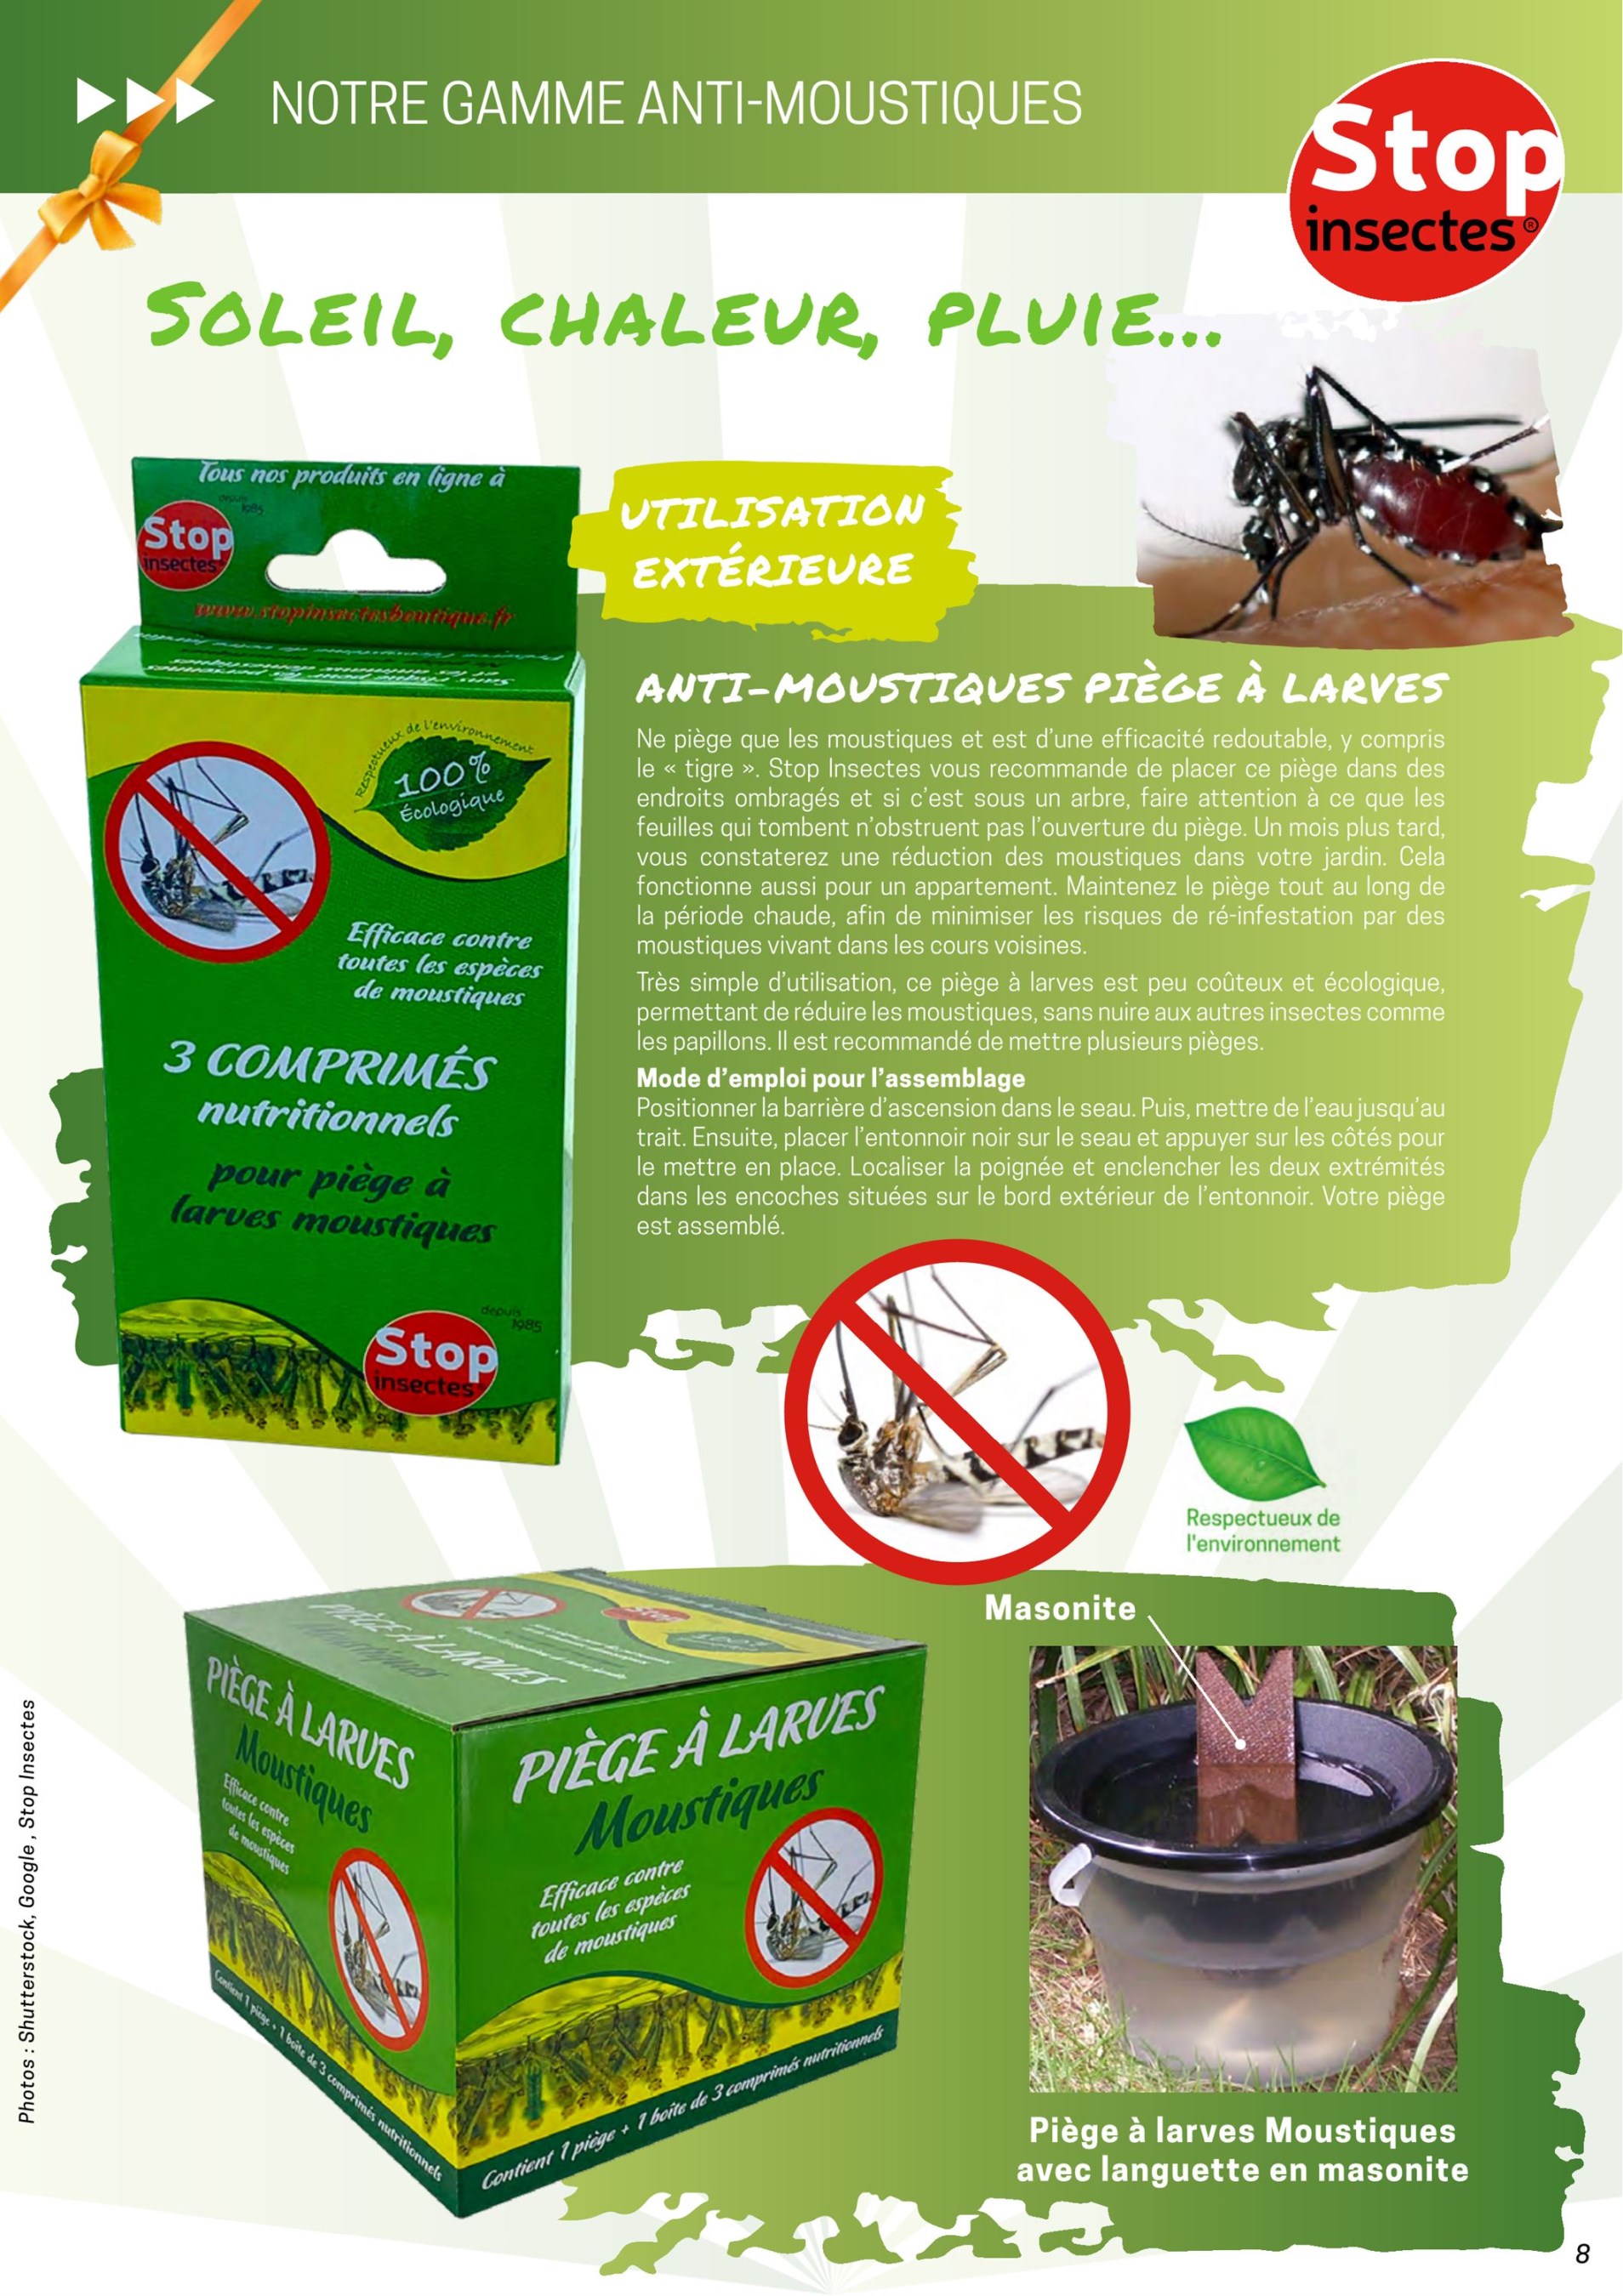 NOTRE GAMME ANTI-MOUSTIQUES
Stop
insectes®
SOLEIL, CHALEUR, PLUIE...
Tous nos produits en ligne à
depuis
1985
Stop
insectes
www.stopinsectesboutique.fr
UTILISATION
EXTÉRIEURE
Respectueux de l'environnement
100%
Écologique
Efficace contre
toutes les espèces
de moustiques
3 COMPRIMÉS
nutritionnels
pour piège à
larves moustiques
depuis
1985
Stop
insectes
ANTI-MOUSTIQUES PIÈGE À LARVES
Ne piège que les moustiques et est d'une efficacité redoutable, y compris
le « tigre ». Stop Insectes vous recommande de placer ce piège dans des
endroits ombragés et si c'est sous un arbre, faire attention à ce que les
feuilles qui tombent n'obstruent pas l'ouverture du piège. Un mois plus tard,
vous constaterez une réduction des moustiques dans votre jardin. Cela
fonctionne aussi pour un appartement. Maintenez le piège tout au long de
la période chaude, afin de minimiser les risques de ré-infestation par des
moustiques vivant dans les cours voisines.
Très simple d'utilisation, ce piège à larves est peu coûteux et écologique,
permettant de réduire les moustiques, sans nuire aux autres insectes comme
les papillons. Il est recommandé de mettre plusieurs pièges.
Mode d'emploi pour l'assemblage
Positionner la barrière d'ascension dans le seau. Puis, mettre de l'eau jusqu'au
trait. Ensuite, placer l'entonnoir noir sur le seau et appuyer sur les côtés pour
le mettre en place. Localiser la poignée et enclencher les deux extrémités
dans les encoches situées sur le bord extérieur de l'entonnoir. Votre piège
est assemblé.
Respectueux de
l'environnement
PIÈGE À LARVES
Moustiques
PIÈGE À LARVES
Moustiques
Efficace contre
toutes les espèces
de moustiques
Contient 1 piège + 1 boîte de 3 comprimés nutritionnels
PIÈGE À LARVES
Moustiques
Efficace contre
toutes les espèces
de moustiques
Contient 1 piège + 1 boîte de 3 comprimés nutritionnels
Masonite
Piège à larves Moustiques
avec languette en masonite
Photos : Shutterstock, Google , Stop Insectes
8